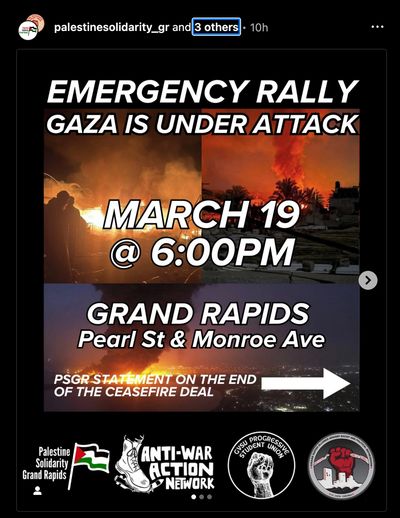 palestinesolidarity_gr and 3 others • 10h
EMERGENCY RALLY
GAZA IS UNDER ATTACK
MARCH 19
@ 6:00PM
GRAND RAPIDS
Pearl St & Monroe Ave
PSGR STATEMENT ON THE END
OF THE CEASEFIRE DEAL
Palestine
Solidarity
Grand Rapids
ANTI-WAR
ACTION
NETWORK
GVSU PROGRESSIVE
STUDENT UNION